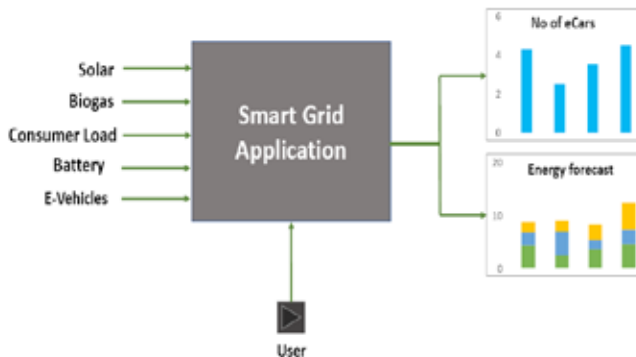 Solar
Biogas
Consumer Load
Battery
E-Vehicles
Smart Grid
Application
User
No of eCars
6
4
2
0
Energy forecast
20
10
0